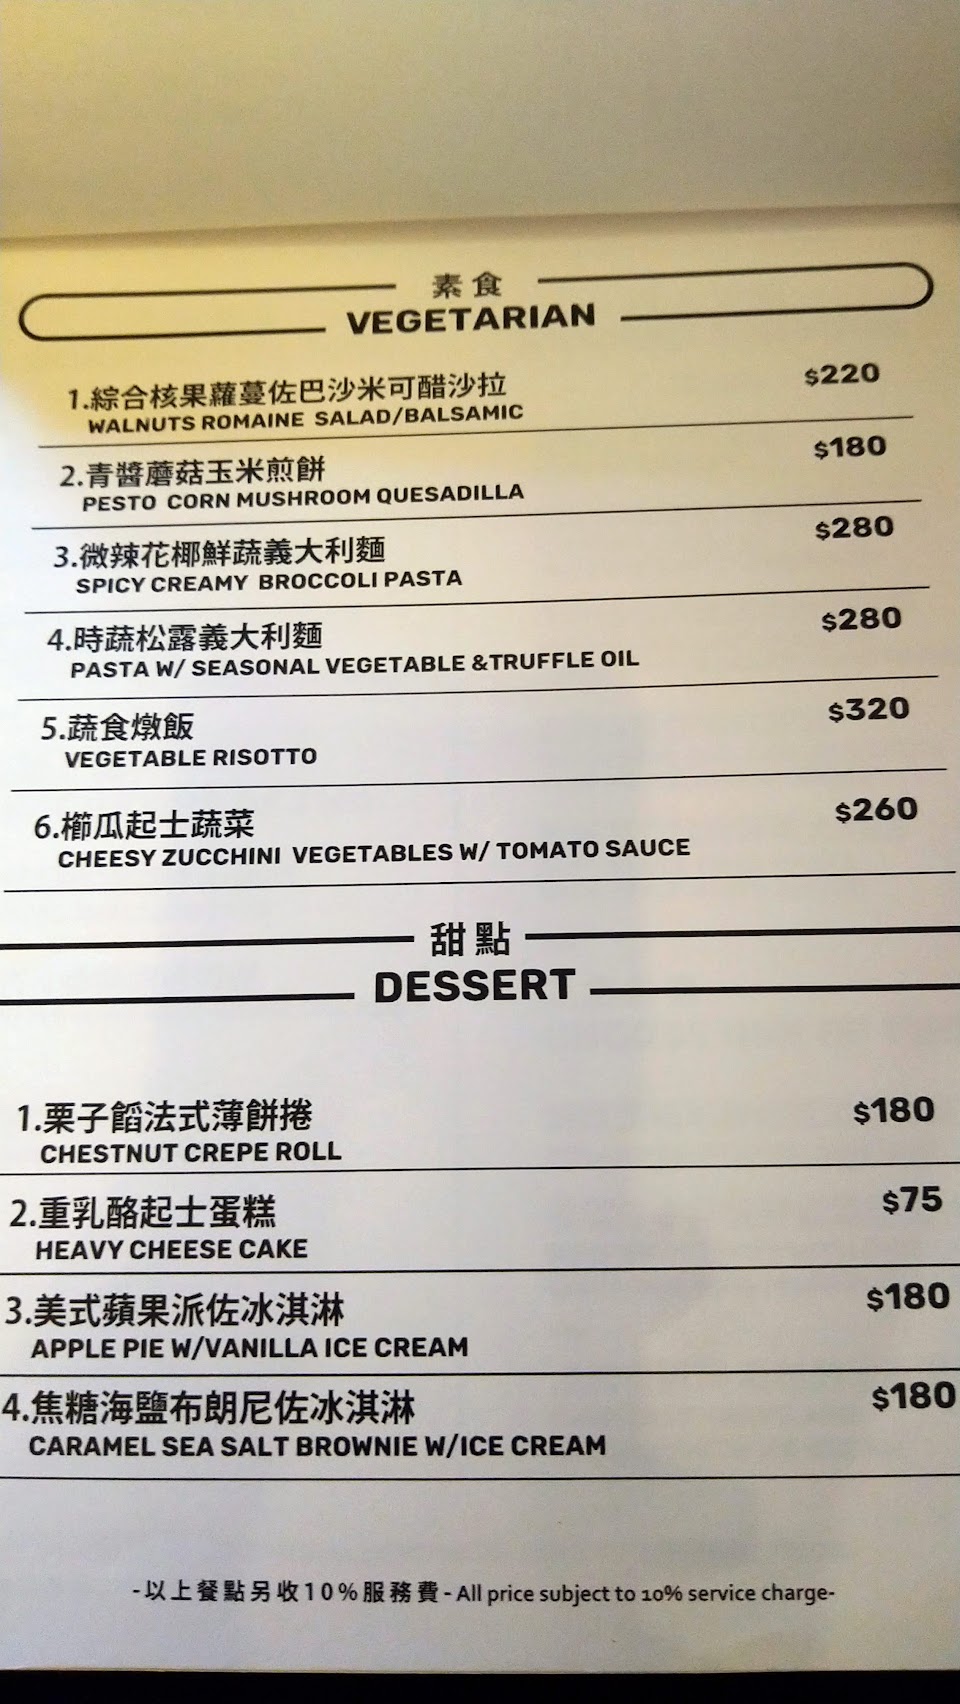 素食
VEGETARIAN
1.綜合核果蘿蔓佐巴沙米可醋沙拉 $220
WALNUTS ROMAINE SALAD/BALSAMIC
2.青醬蘑菇玉米煎餅 $180
PESTO CORN MUSHROOM QUESADILLA
3.微辣花椰鮮蔬義大利麵 $280
SPICY CREAMY BROCCOLI PASTA
4.時蔬松露義大利麵 $280
PASTA W/ SEASONAL VEGETABLE &TRUFFLE OIL
5.蔬食燉飯 $320
VEGETABLE RISOTTO
6.櫛瓜起士蔬菜 $260
CHEESY ZUCCHINI VEGETABLES W/ TOMATO SAUCE
甜點
DESSERT
1.栗子餡法式薄餅捲 $180
CHESTNUT CREPE ROLL
2.重乳酪起士蛋糕 $75
HEAVY CHEESE CAKE
3.美式蘋果派佐冰淇淋 $180
APPLE PIE W/VANILLA ICE CREAM
4.焦糖海鹽布朗尼佐冰淇淋 $180
CARAMEL SEA SALT BROWNIE W/ICE CREAM
-以上餐點另收10%服務費- All price subject to 10% service charge-